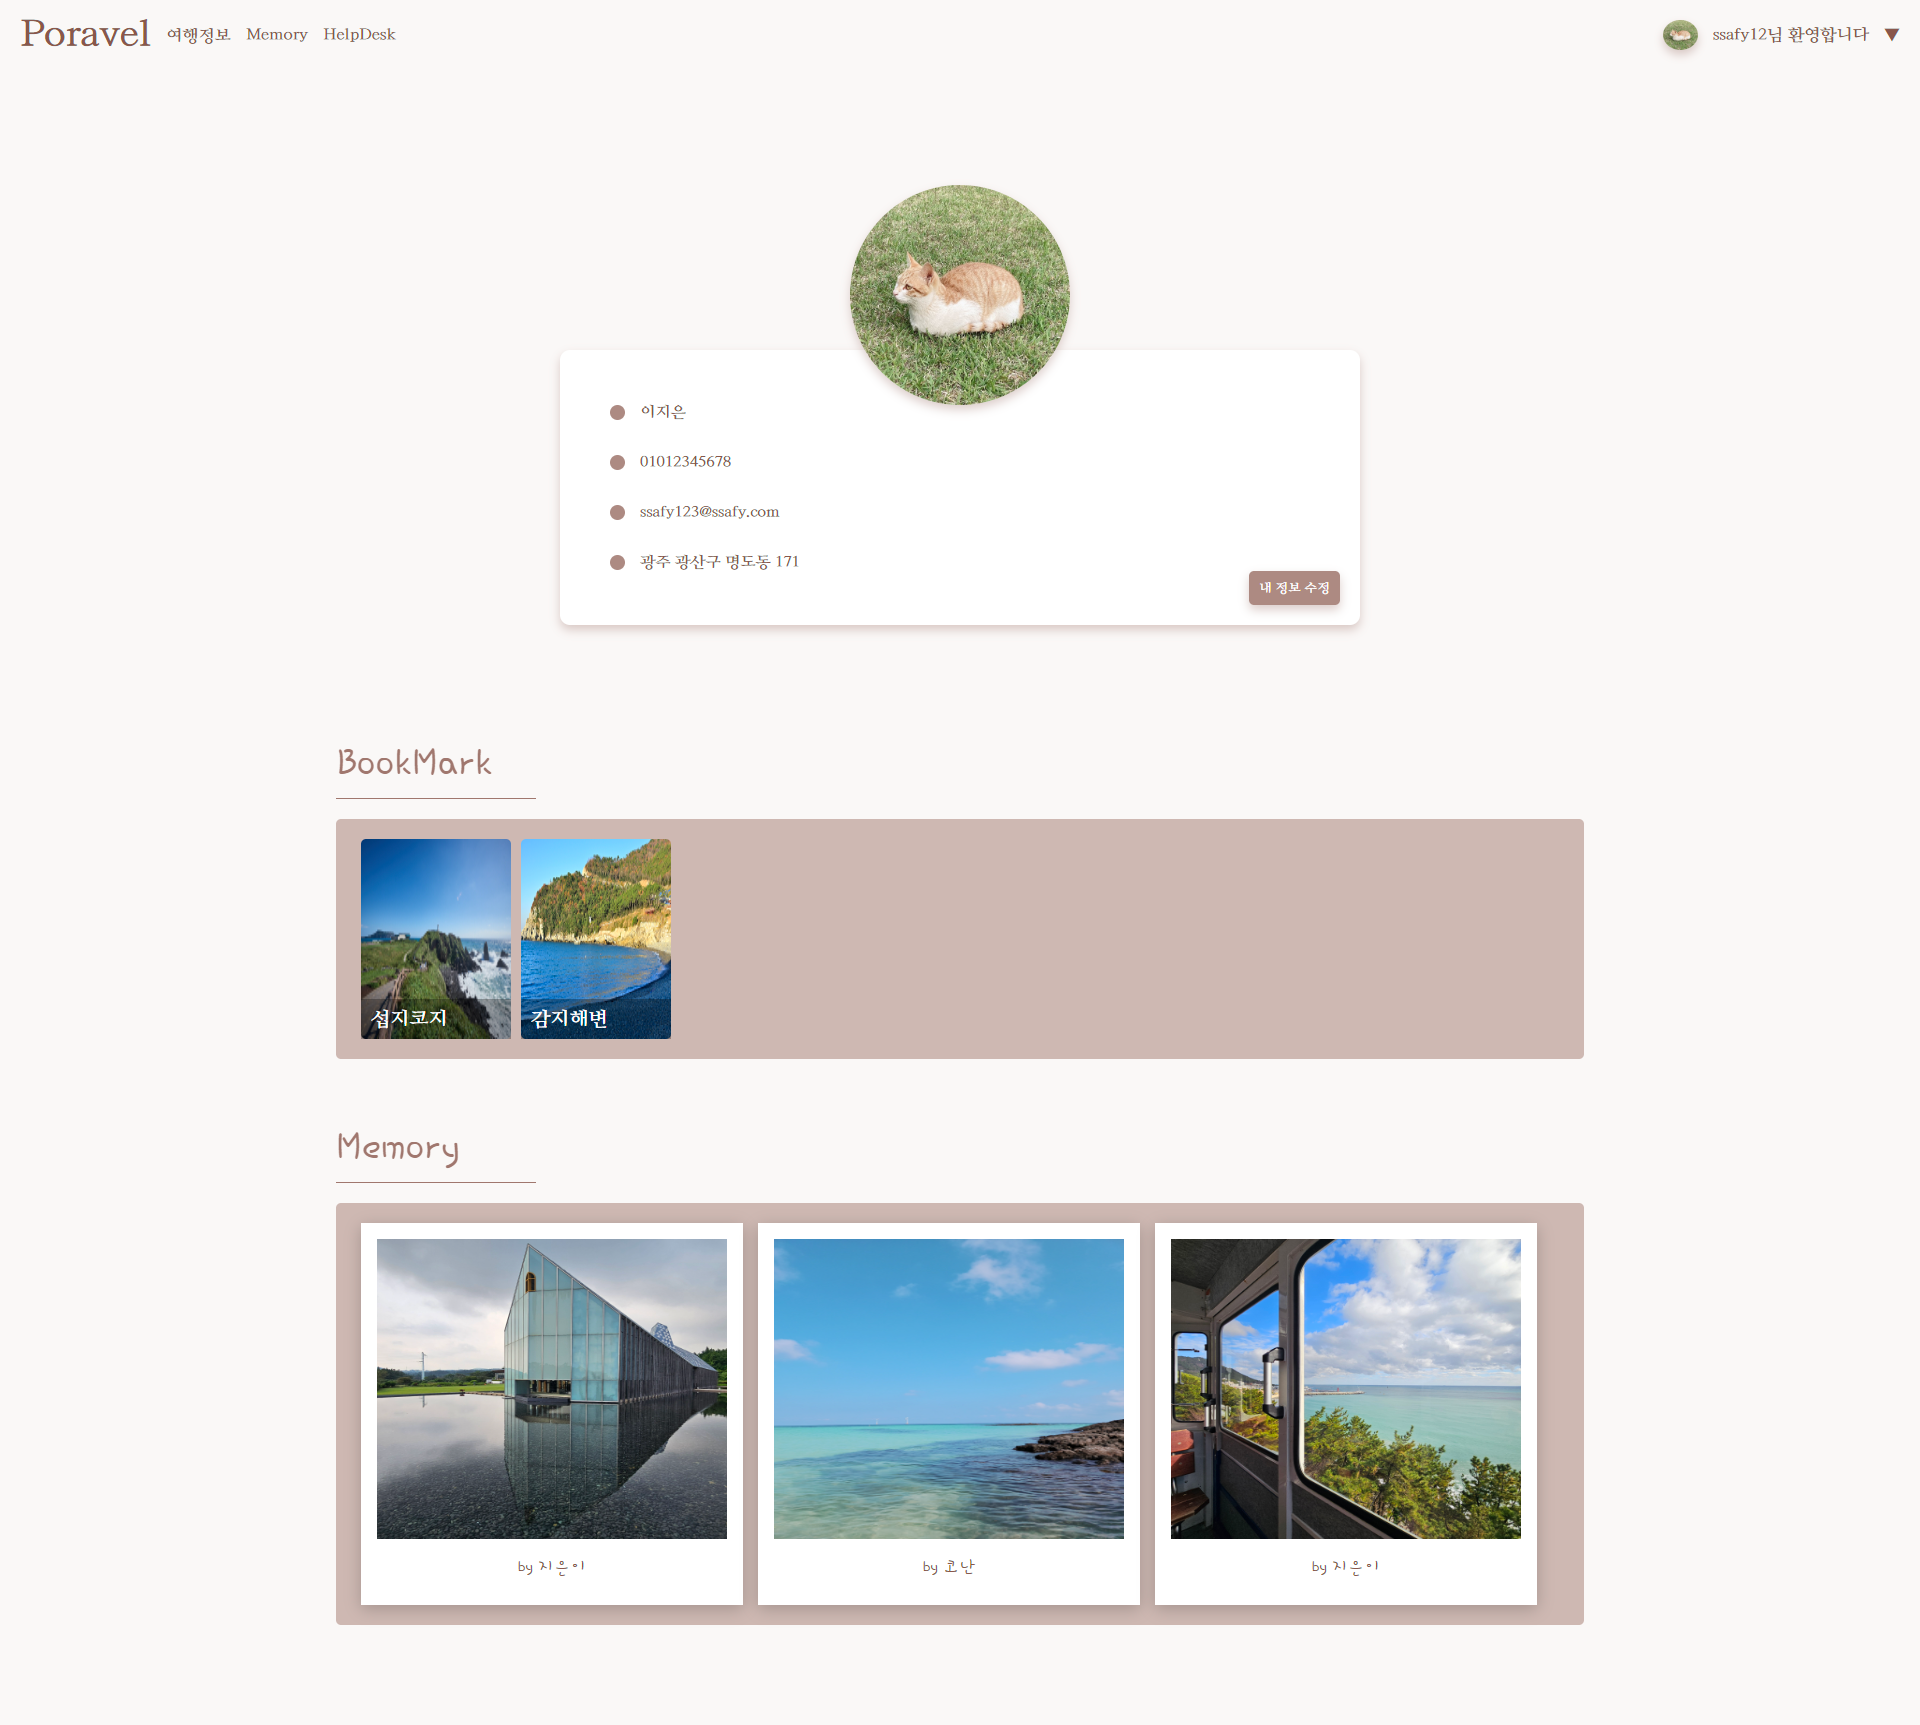 Poravel 여행정보 Memory HelpDesk ssafy12님 환영합니다 ▼
이지은
01012345678
ssafy123@ssafy.com
광주 광산구 명도동 171
내 정보 수정
BookMark
섭지코지 감지해변
Memory
by 지은이 by 코난 by 지은이